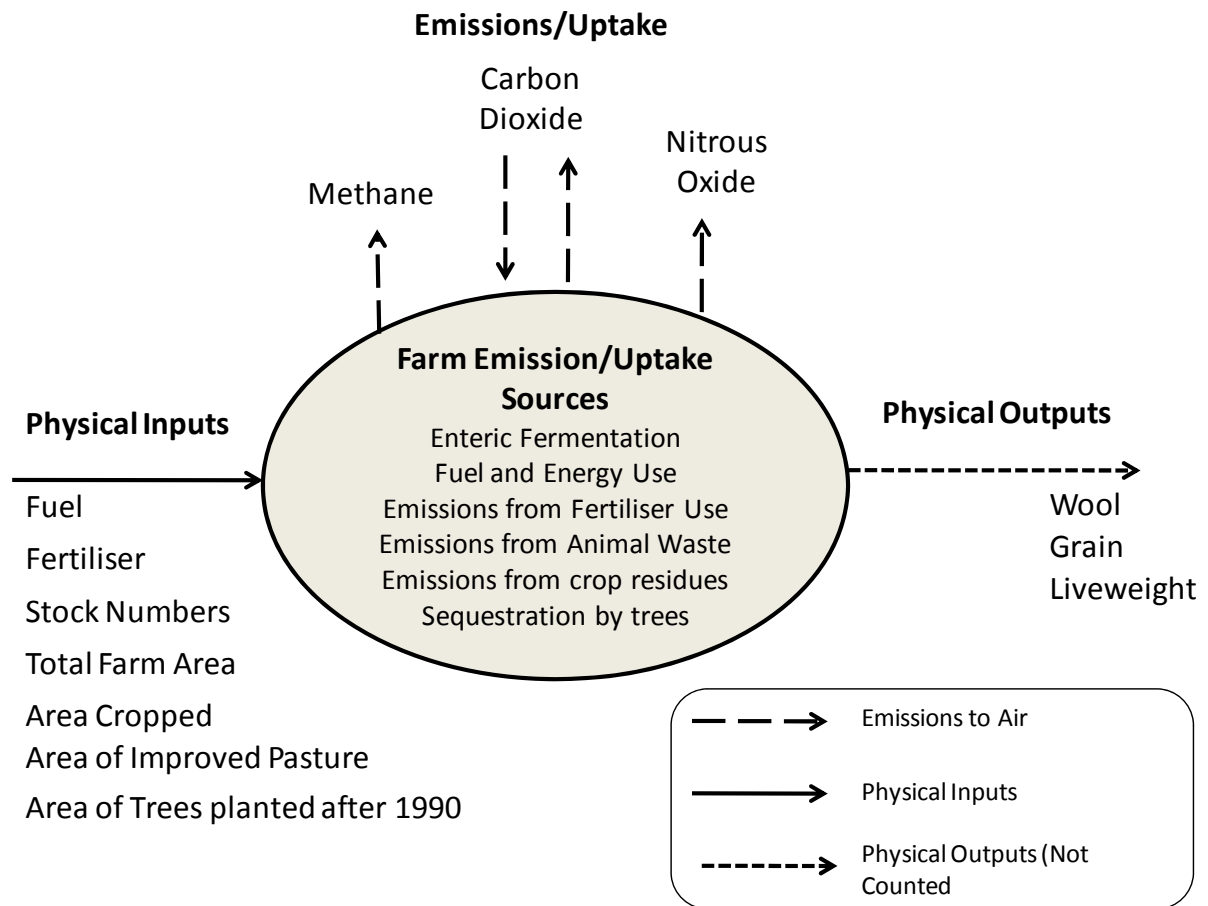 Emissions/Uptake
Carbon
Dioxide
Nitrous
Oxide
Methane
Farm Emission/Uptake
Sources
Enteric Fermentation
Fuel and Energy Use
Emissions from Fertiliser Use
Emissions from Animal Waste
Emissions from crop residues
Sequestration by trees
Physical Inputs
Fuel
Fertiliser
Stock Numbers
Total Farm Area
Area Cropped
Area of Improved Pasture
Area of Trees planted after 1990
Physical Outputs
Wool
Grain
Liveweight
Emissions to Air
Physical Inputs
Physical Outputs (Not
Counted